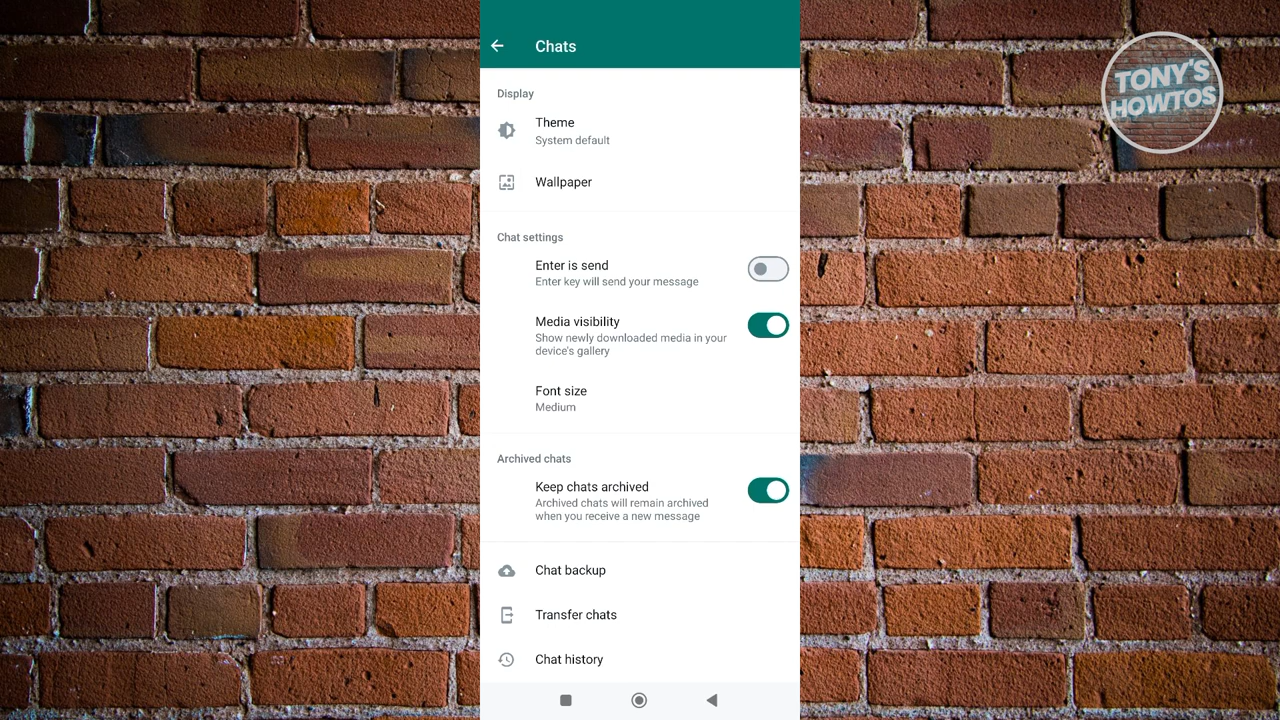 Chats
TONY'S
HOWTOS
Display
Theme
System default
Wallpaper
Chat settings
Enter is send
Enter key will send your message
Media visibility
Show newly downloaded media in your
device's gallery
Font size
Medium
Archived chats
Keep chats archived
Archived chats will remain archived
when you receive a new message
Chat backup
Transfer chats
Chat history